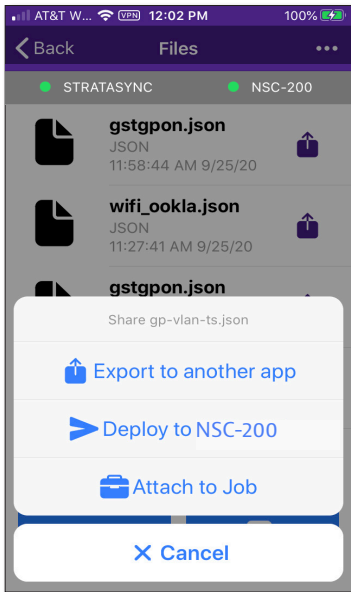 AT&T W... VPN 12:02 PM 100%
Back Files
STRATASYNC NSC-200
gstgpon.json
JSON
11:58:44 AM 9/25/20
wifi_ookla.json
JSON
11:27:41 AM 9/25/20
gstgpon.json
Share gp-vlan-ts.json
Export to another app
Deploy to NSC-200
Attach to Job
Cancel